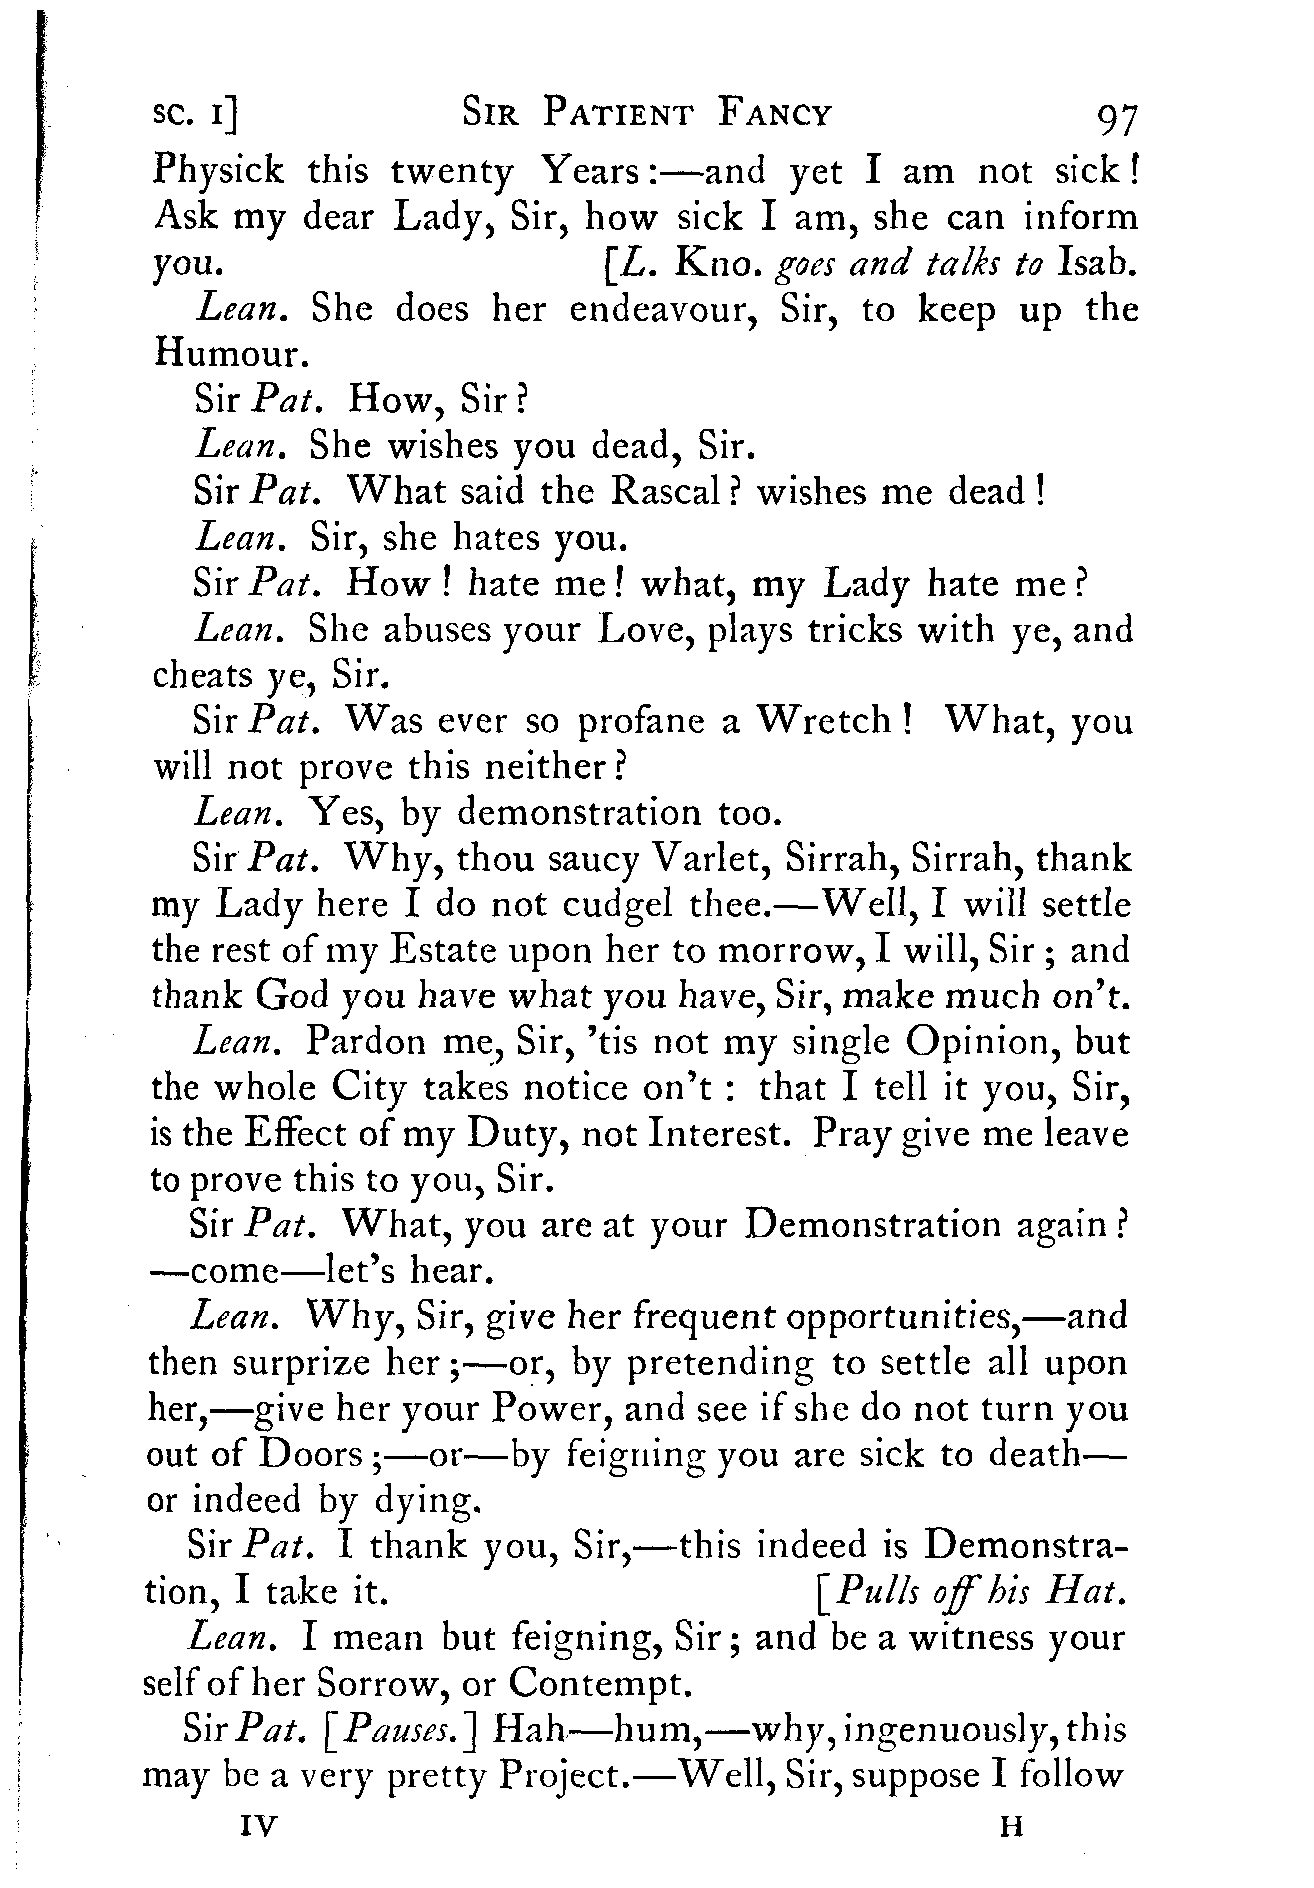 SC. I] SIR PATIENT FANCY 97
Physick this twenty Years:—and yet I am not sick!
Ask my dear Lady, Sir, how sick I am, she can inform
you. [L. Kno. goes and talks to Isab.
Lean. She does her endeavour, Sir, to keep up the
Humour.
Sir Pat. How, Sir?
Lean. She wishes you dead, Sir.
Sir Pat. What said the Rascal? wishes me dead!
Lean. Sir, she hates you.
Sir Pat. How! hate me! what, my Lady hate me?
Lean. She abuses your Love, plays tricks with ye, and
cheats ye, Sir.
Sir Pat. Was ever so profane a Wretch! What, you
will not prove this neither?
Lean. Yes, by demonstration too.
Sir Pat. Why, thou saucy Varlet, Sirrah, Sirrah, thank
my Lady here I do not cudgel thee.—Well, I will settle
the rest of my Estate upon her to morrow, I will, Sir; and
thank God you have what you have, Sir, make much on't.
Lean. Pardon me, Sir, 'tis not my single Opinion, but
the whole City takes notice on't: that I tell it you, Sir,
is the Effect of my Duty, not Interest. Pray give me leave
to prove this to you, Sir.
Sir Pat. What, you are at your Demonstration again?
—come—let's hear.
Lean. Why, Sir, give her frequent opportunities,—and
then surprize her;—or, by pretending to settle all upon
her,—give her your Power, and see if she do not turn you
out of Doors;—or—by feigning you are sick to death—
or indeed by dying.
Sir Pat. I thank you, Sir,—this indeed is Demonstra-
tion, I take it. [Pulls off his Hat.
Lean. I mean but feigning, Sir; and be a witness your
self of her Sorrow, or Contempt.
Sir Pat. [Pauses.] Hah—hum,—why, ingenuously, this
may be a very pretty Project.—Well, Sir, suppose I follow
IV H